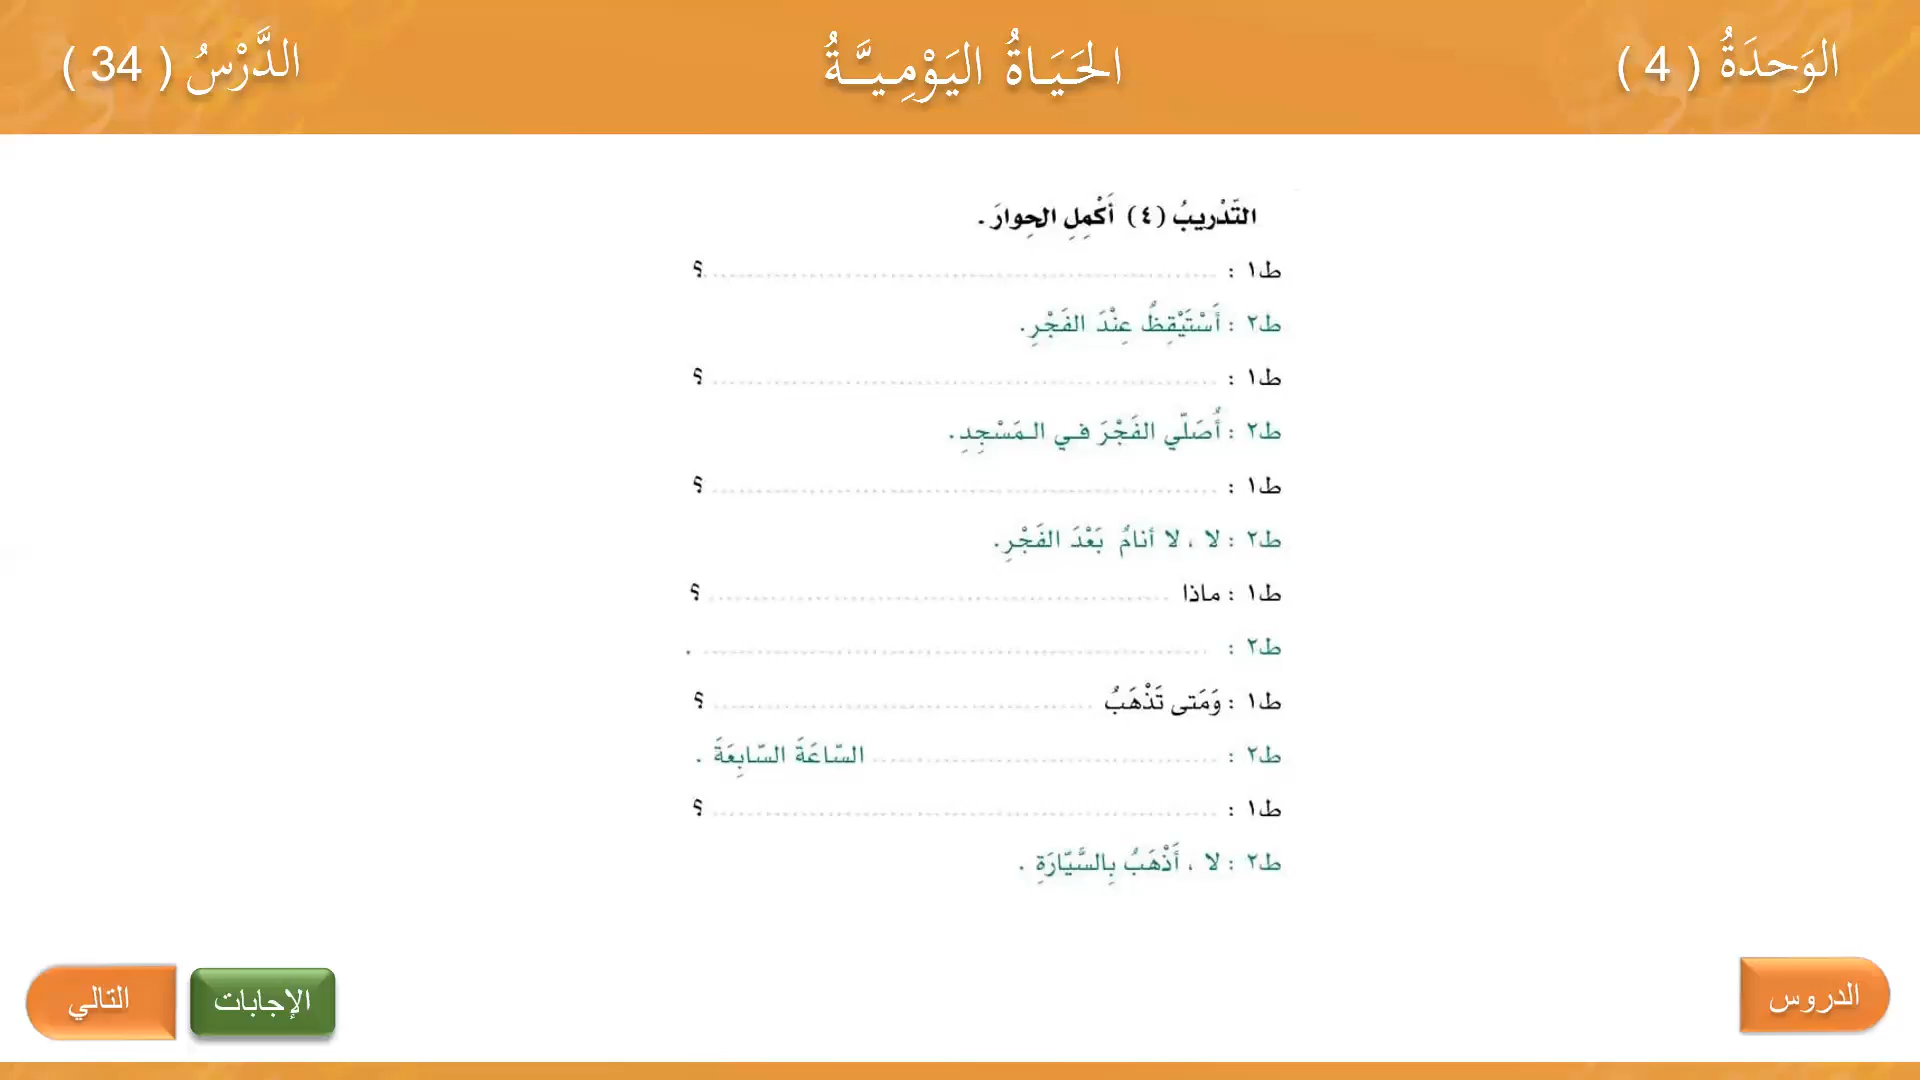 الوَحدَةُ ( 4 )
الحَيَاةُ اليَوْمِيَّةُ
الدَّرْسُ ( 34 )
التَّدْريبُ (٤) أَكْمِلِ الحِوارَ .
ط١ : ........................................؟
ط٢ : أَسْتَيْقِظُ عِنْدَ الفَجْرِ.
ط١ : ........................................؟
ط٢ : أُصَلّي الفَجْرَ في المَسْجِدِ.
ط١ : ........................................؟
ط٢ : لا ، لا أنامُ بَعْدَ الفَجْرِ.
ط١ : ماذا ........................................؟
ط٢ : ........................................ .
ط١ : وَمَتى تَذْهَبُ ........................................؟
ط٢ : ........................................ السّاعَةَ السّابِعَةَ .
ط١ : ........................................؟
ط٢ : لا ، أَذْهَبُ بِالسَّيّارَةِ .
الدروس
الإجابات
التالي